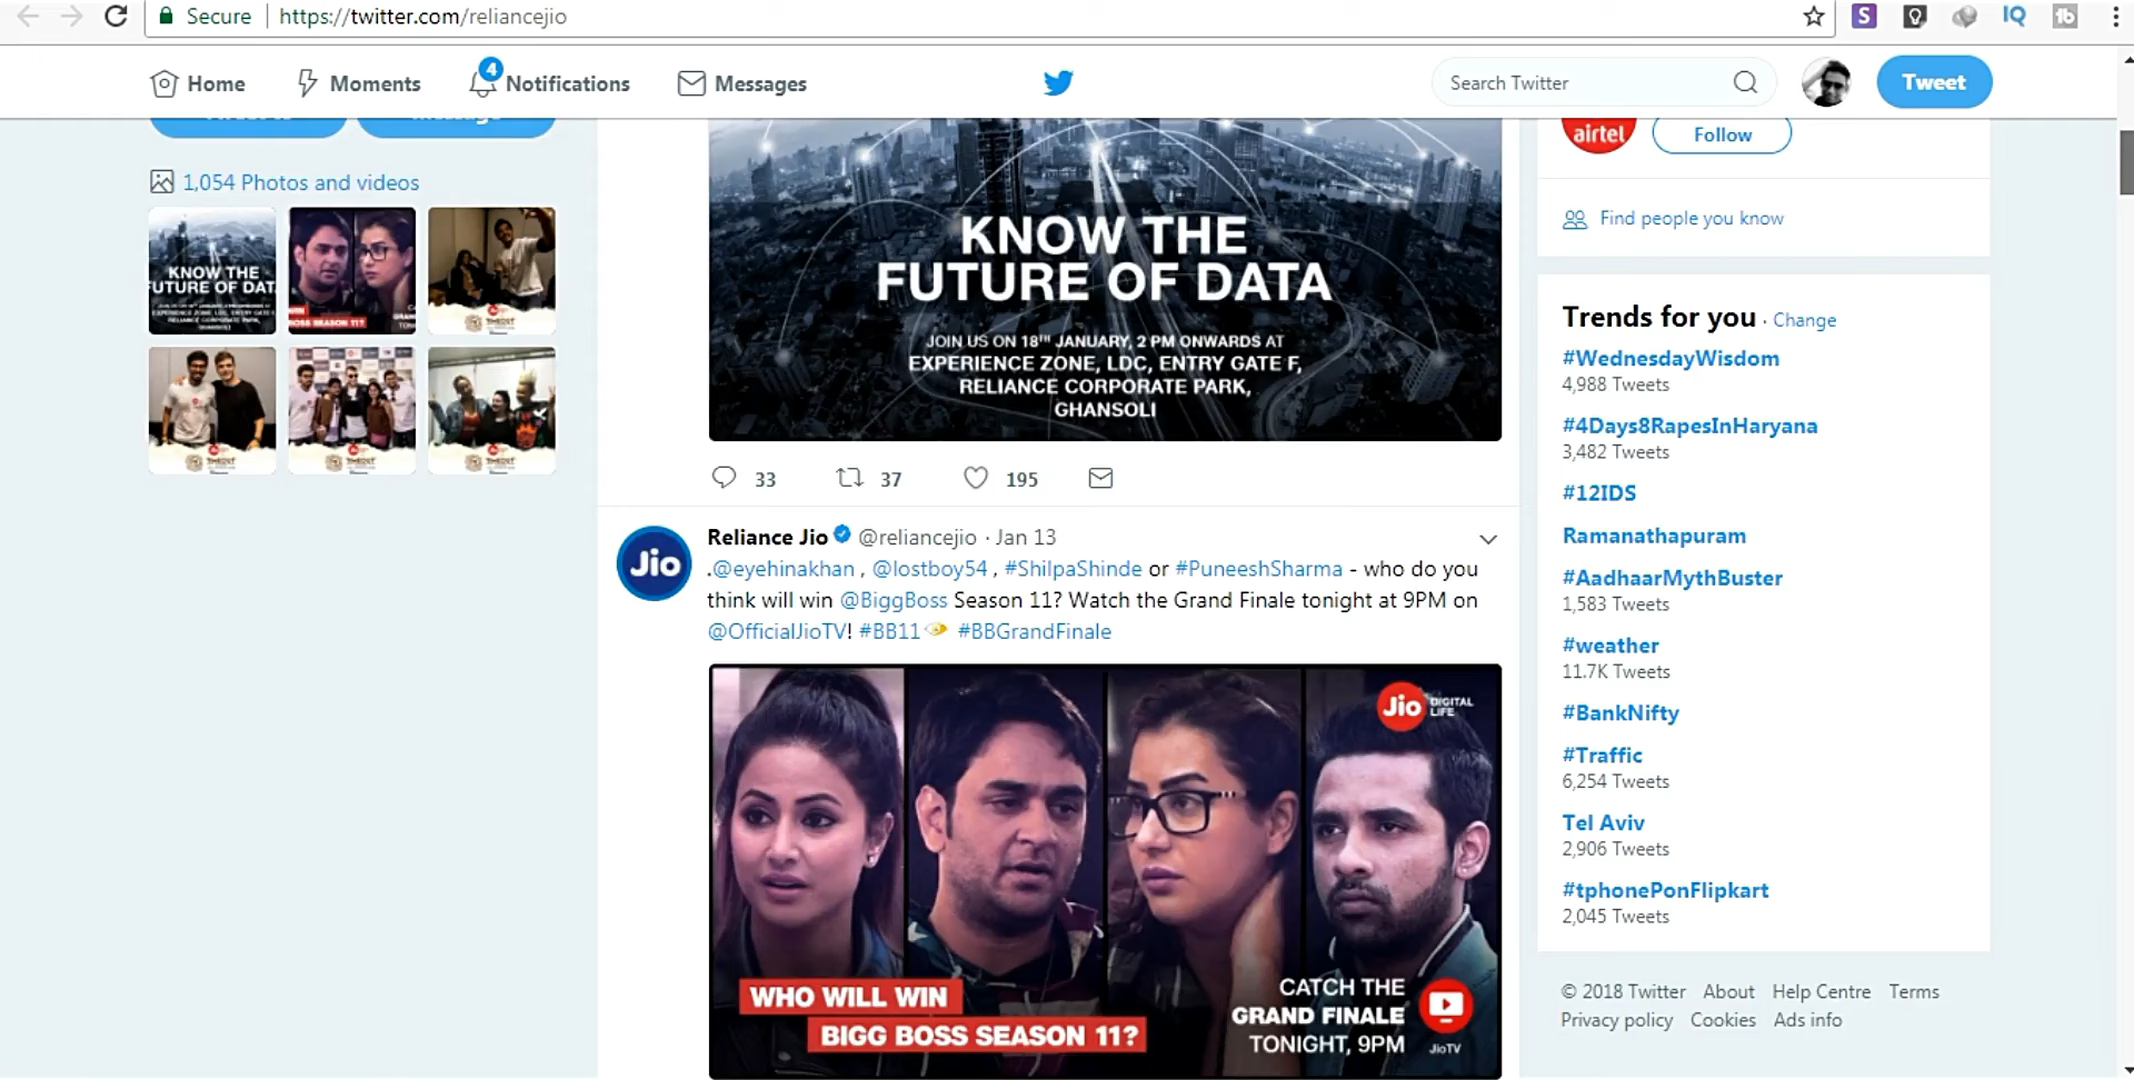 Secure
https://twitter.com/reliancejio
S
IQ
tb
Home
Moments
4
Notifications
Messages
Search Twitter
Tweet
1,054 Photos and videos
KNOW THE
FUTURE OF DATA
JOIN US ON 18TH JANUARY, 2 PM ONWARDS AT
EXPERIENCE ZONE, LDC, ENTRY GATE F,
RELIANCE CORPORATE PARK,
GHANSOLI
33
37
195
Reliance Jio @reliancejio · Jan 13
Jio
.@eyehinakhan , @lostboy54 , #ShilpaShinde or #PuneeshSharma - who do you
think will win @BiggBoss Season 11? Watch the Grand Finale tonight at 9PM on
@OfficialJioTV! #BB11 #BBGrandFinale
Jio DIGITAL
LIFE
WHO WILL WIN
BIGG BOSS SEASON 11?
CATCH THE
GRAND FINALE
TONIGHT, 9PM
JioTV
airtel
Follow
Find people you know
Trends for you · Change
#WednesdayWisdom
4,988 Tweets
#4Days8RapesInHaryana
3,482 Tweets
#12IDS
Ramanathapuram
#AadhaarMythBuster
1,583 Tweets
#weather
11.7K Tweets
#BankNifty
#Traffic
6,254 Tweets
Tel Aviv
2,906 Tweets
#tphonePonFlipkart
2,045 Tweets
© 2018 Twitter About Help Centre Terms
Privacy policy Cookies Ads info